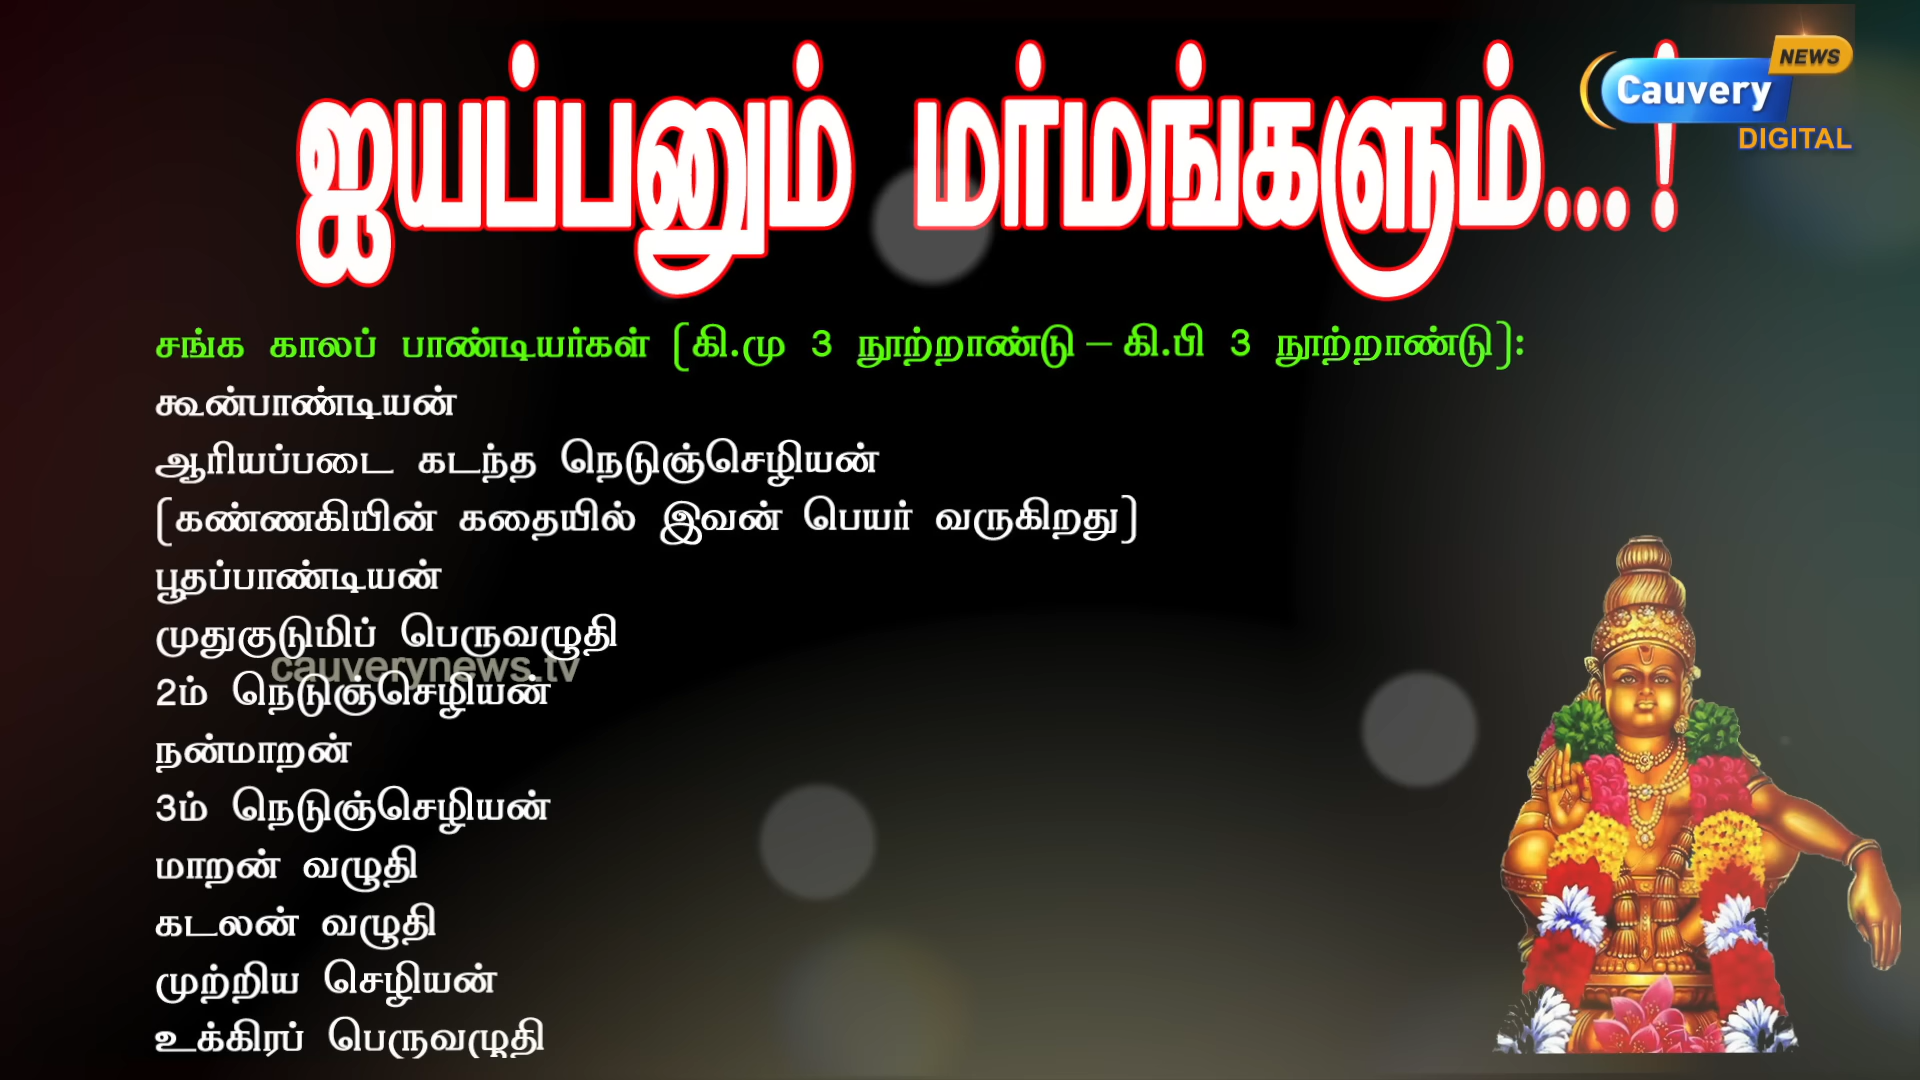 ஐயப்பனும் மர்மங்களும்...!
Cauvery NEWS
DIGITAL
சங்க காலப் பாண்டியர்கள் (கி.மு 3 நூற்றாண்டு – கி.பி 3 நூற்றாண்டு):
கூன்பாண்டியன்
ஆரியப்படை கடந்த நெடுஞ்செழியன்
(கண்ணகியின் கதையில் இவன் பெயர் வருகிறது)
பூதப்பாண்டியன்
முதுகுடுமிப் பெருவழுதி
cauverynews.tv
2ம் நெடுஞ்செழியன்
நன்மாறன்
3ம் நெடுஞ்செழியன்
மாறன் வழுதி
கடலன் வழுதி
முற்றிய செழியன்
உக்கிரப் பெருவழுதி